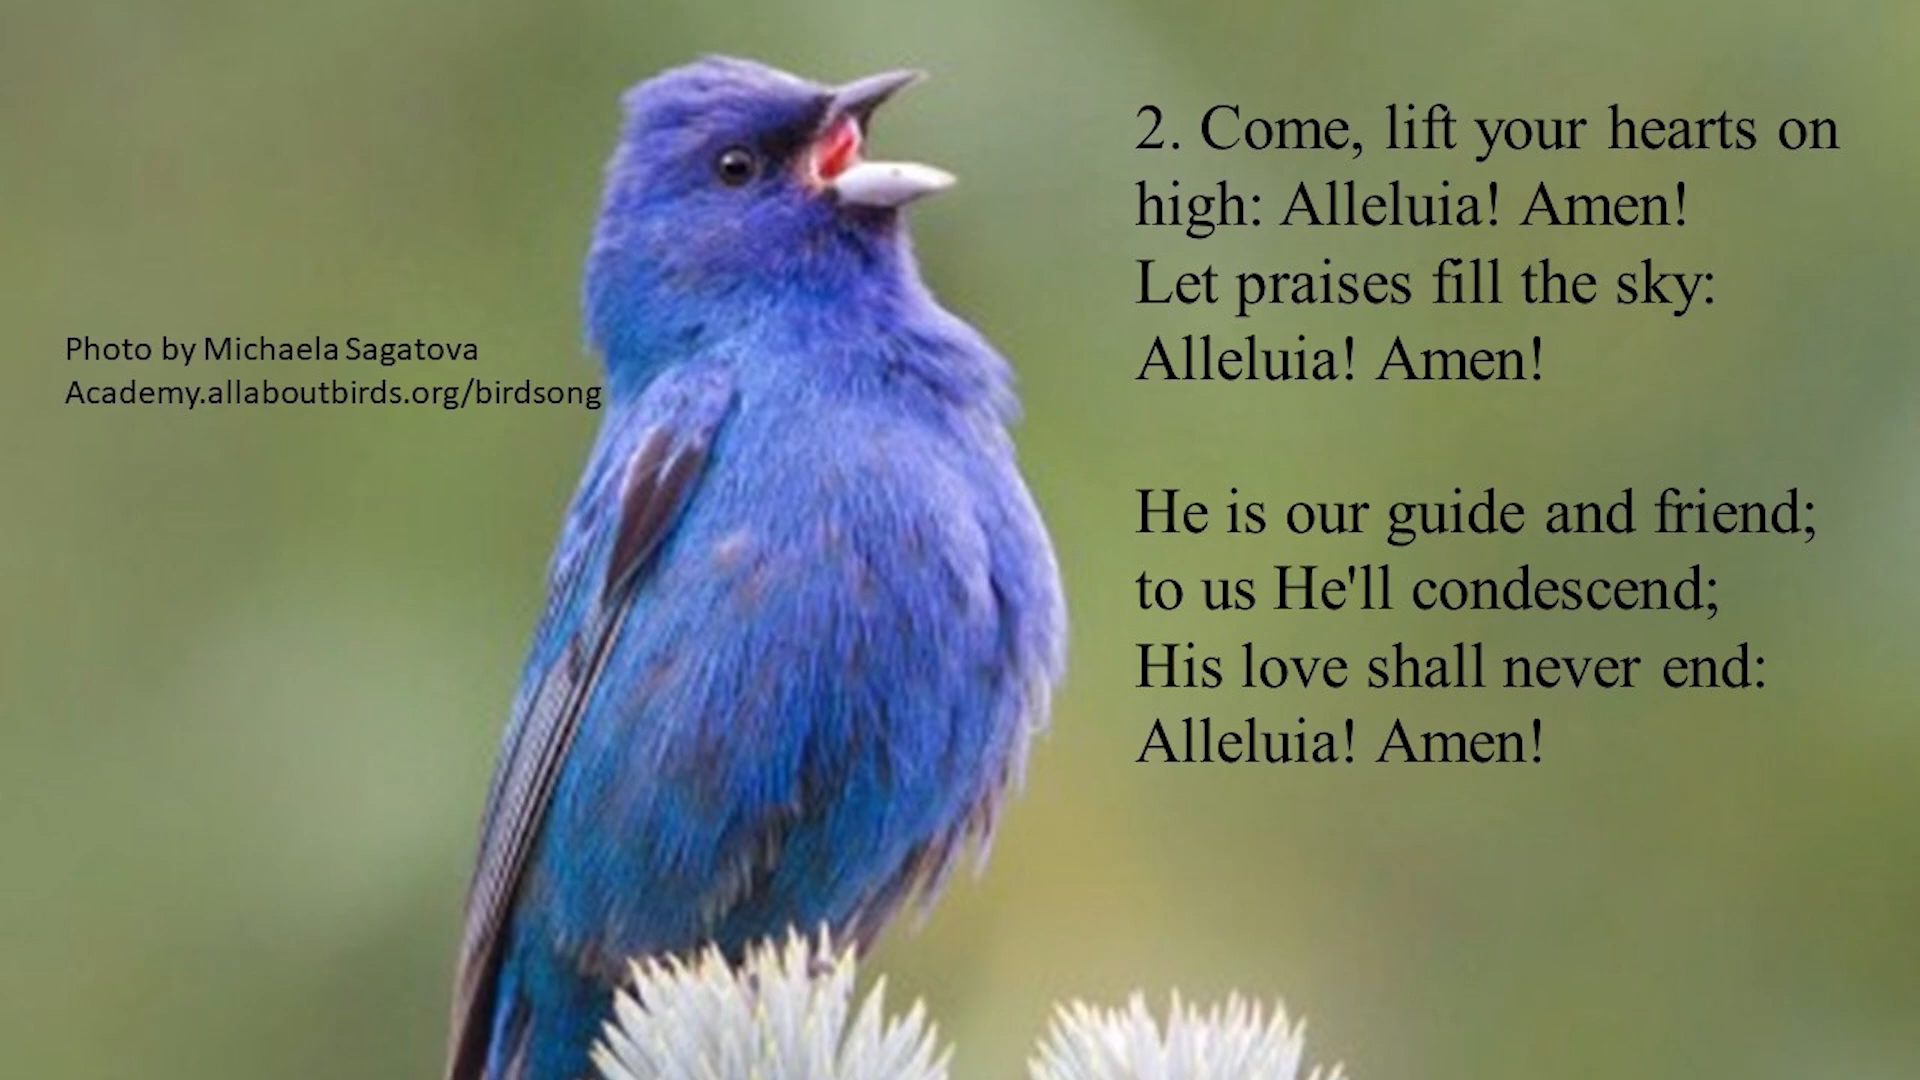 Photo by Michaela Sagatova
Academy.allaboutbirds.org/birdsong
2. Come, lift your hearts on
high: Alleluia! Amen!
Let praises fill the sky:
Alleluia! Amen!
He is our guide and friend;
to us He'll condescend;
His love shall never end:
Alleluia! Amen!